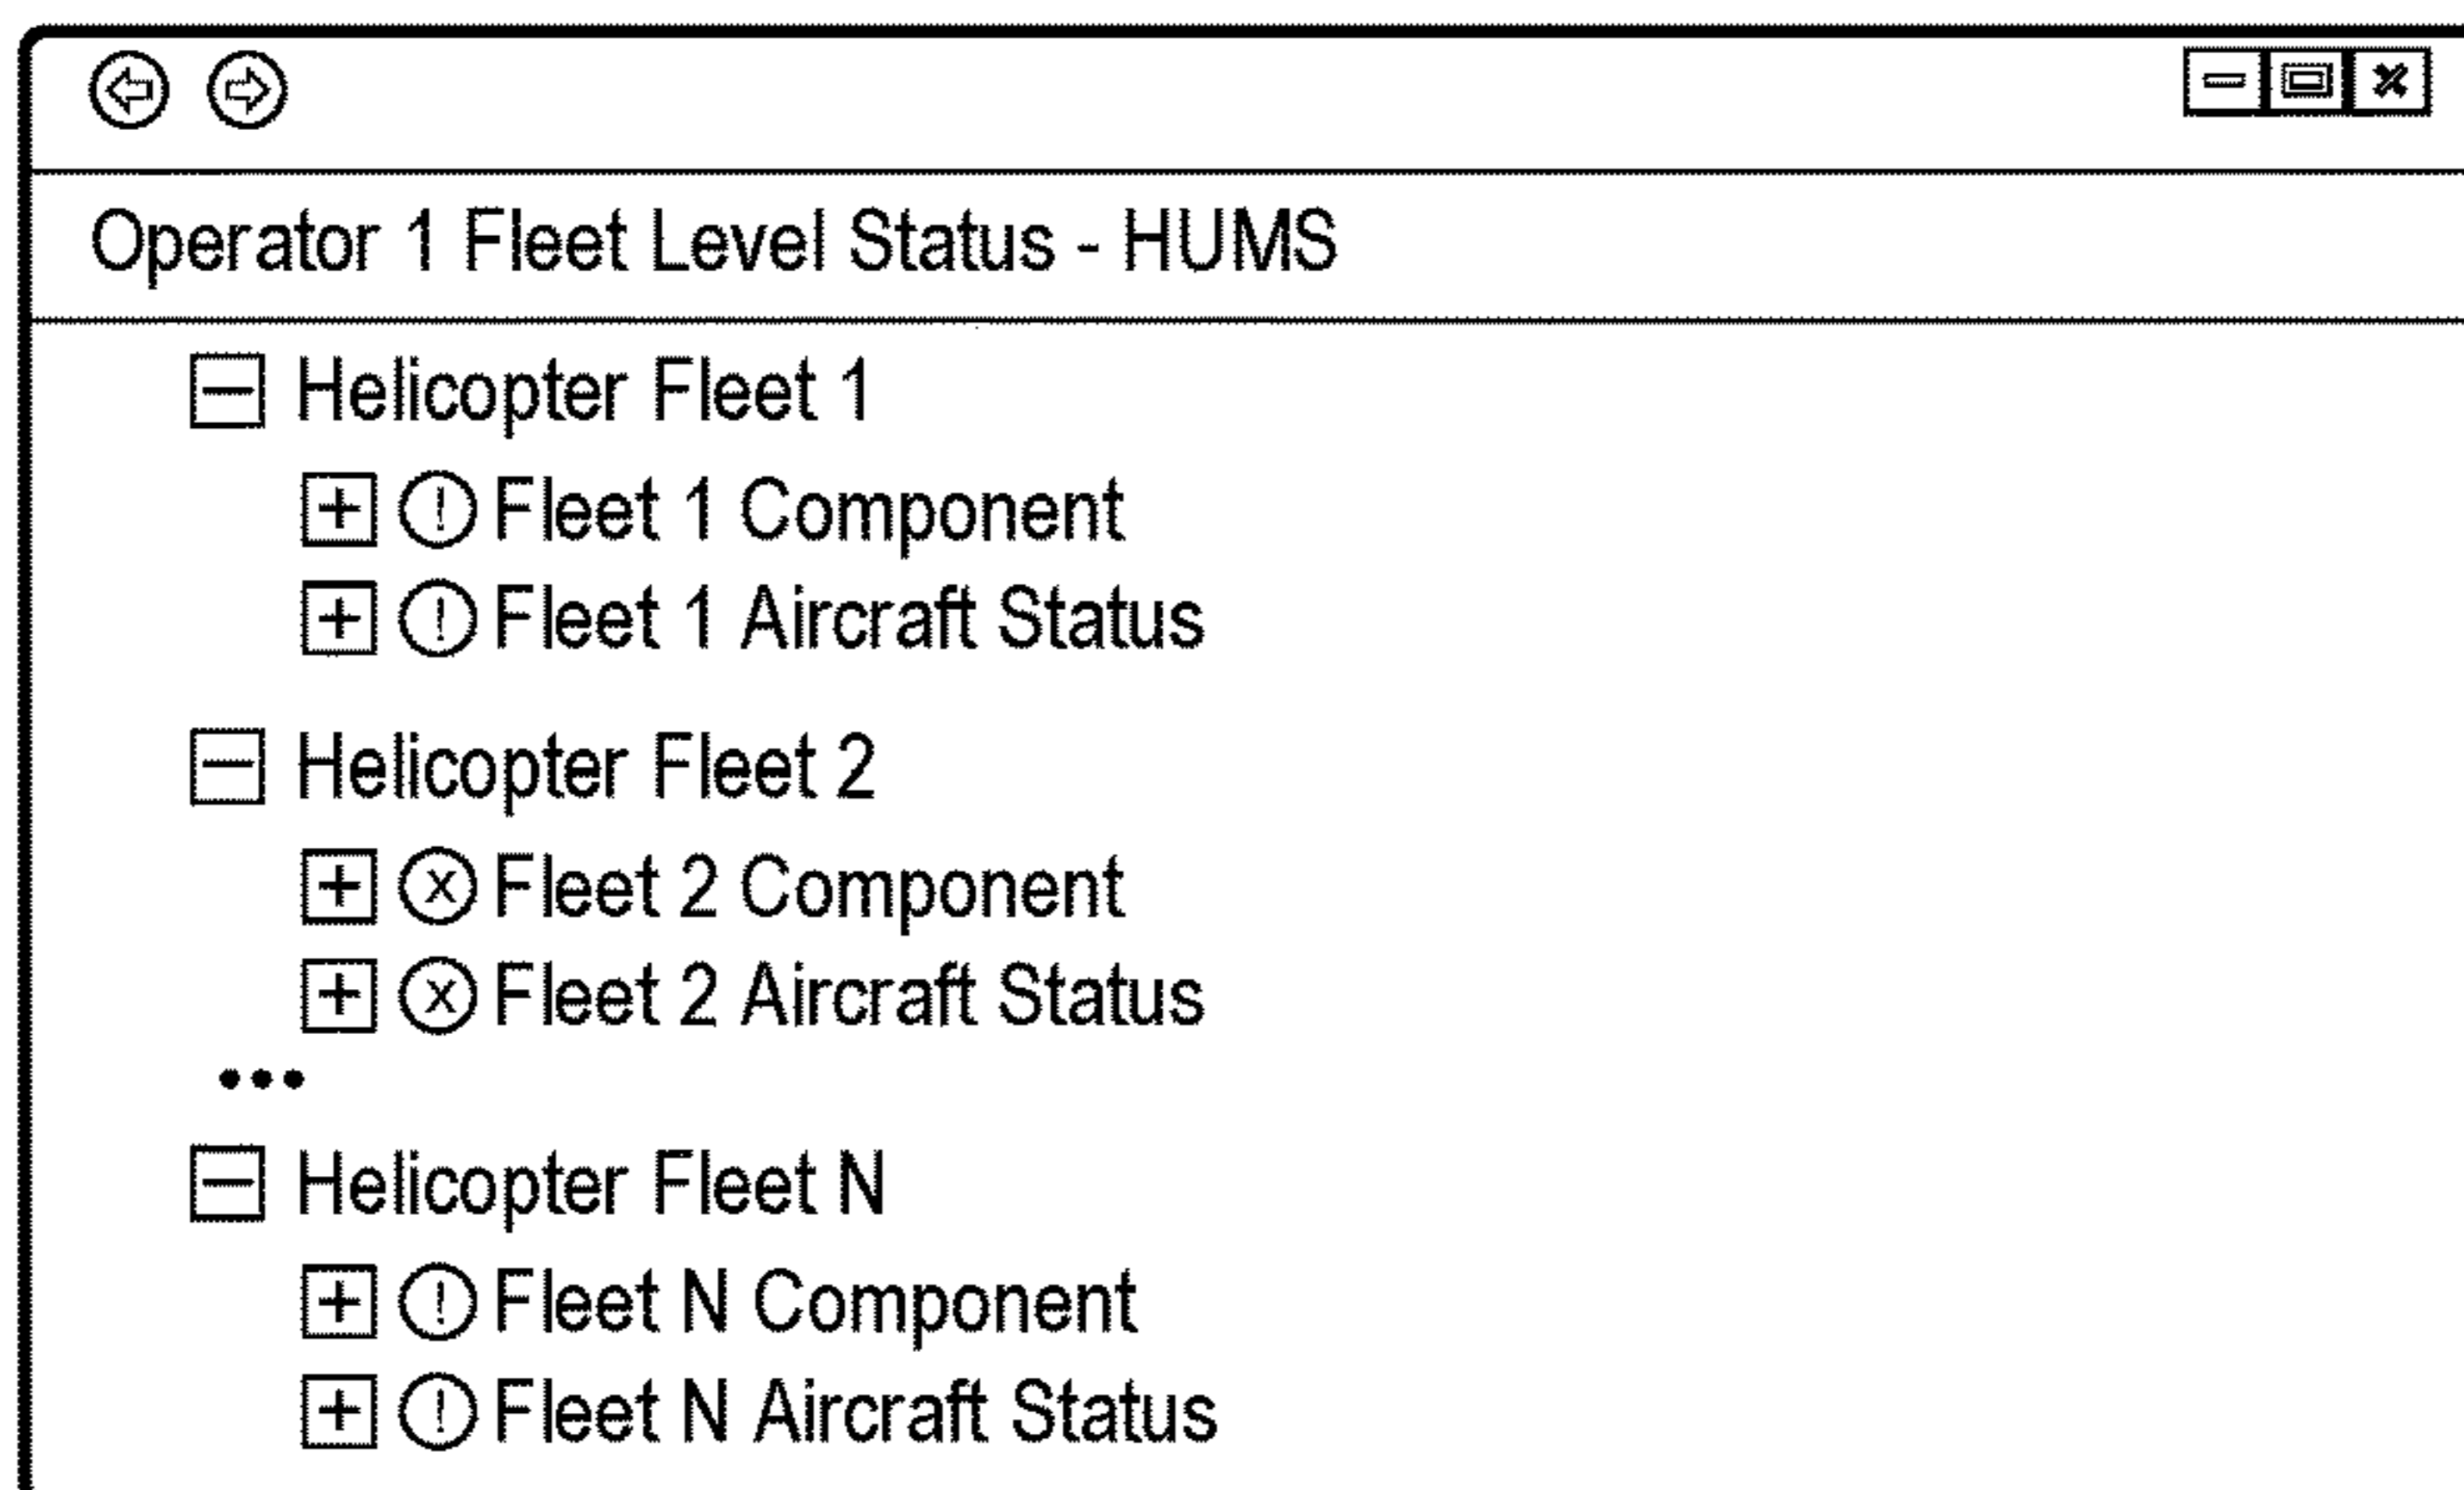 Operator 1 Fleet Level Status - HUMS
Helicopter Fleet 1
Fleet 1 Component
Fleet 1 Aircraft Status
Helicopter Fleet 2
Fleet 2 Component
Fleet 2 Aircraft Status
•••
Helicopter Fleet N
Fleet N Component
Fleet N Aircraft Status